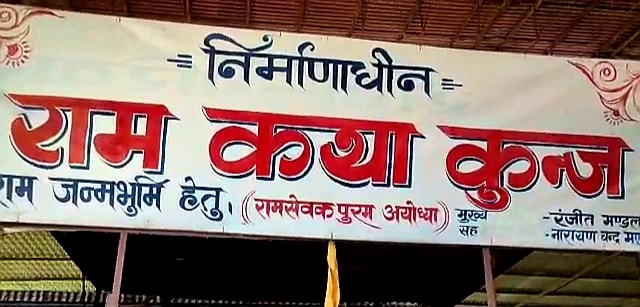 निर्माणाधीन
राम कथा कुन्ज
राम जन्मभुमि हेतु। (रामसेवक पुरम अयोध्या) मुख्य - रंजीत मण्डल
सह - नारायण चन्द्र